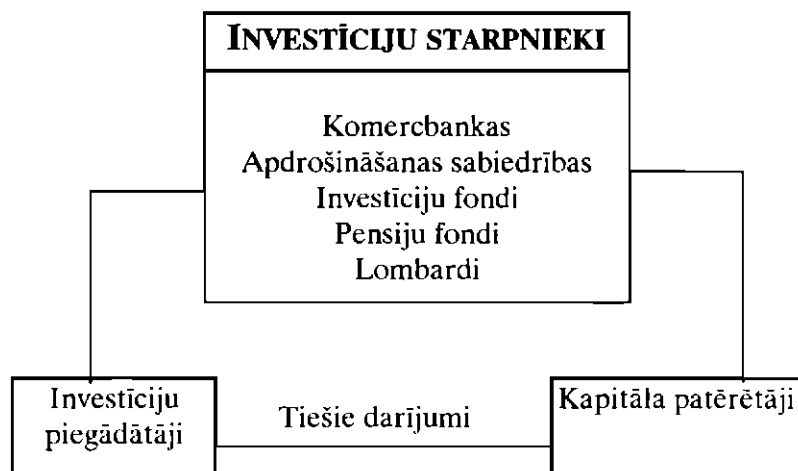 INVESTĪCIJU STARPNIEKI
Komercbankas
Apdrošināšanas sabiedrības
Investīciju fondi
Pensiju fondi
Lombardi
Investīciju
piegādātāji
Tiešie darījumi
Kapitāla patērētāji